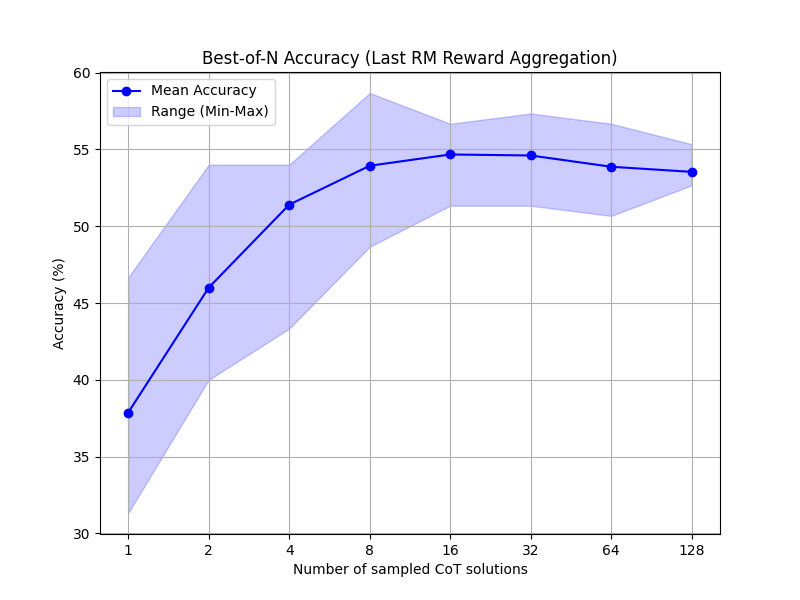 Best-of-N Accuracy (Last RM Reward Aggregation)
Mean Accuracy
Range (Min-Max)
Accuracy (%)
60
55
50
45
40
35
30
1 2 4 8 16 32 64 128
Number of sampled CoT solutions